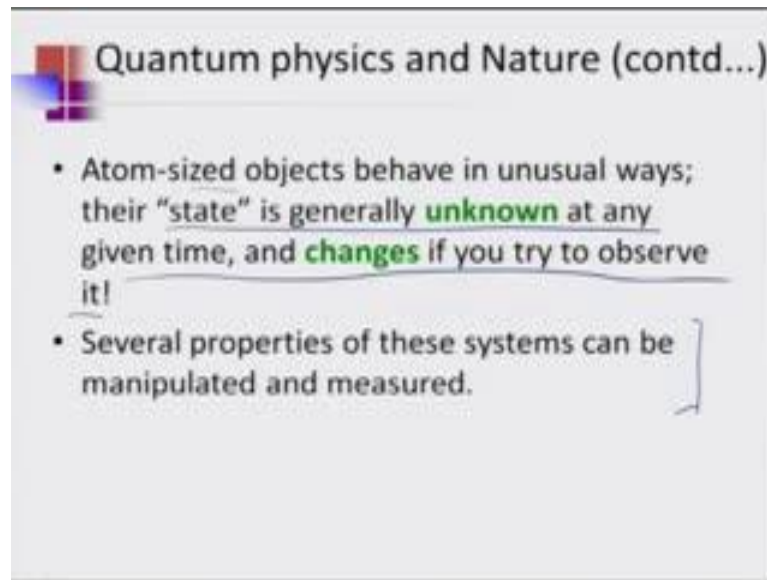 Quantum physics and Nature (contd...)
• Atom-sized objects behave in unusual ways;
their “state” is generally unknown at any
given time, and changes if you try to observe
it!
• Several properties of these systems can be
manipulated and measured.